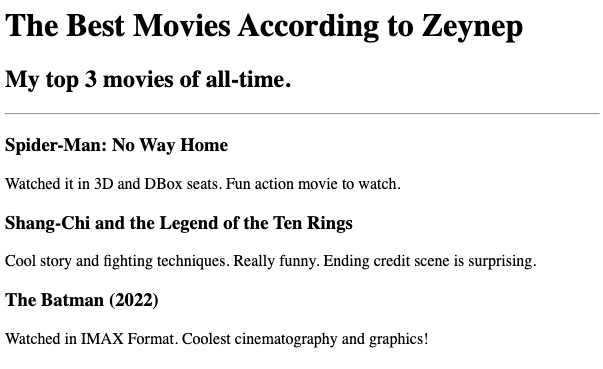 The Best Movies According to Zeynep
My top 3 movies of all-time.
Spider-Man: No Way Home
Watched it in 3D and DBox seats. Fun action movie to watch.
Shang-Chi and the Legend of the Ten Rings
Cool story and fighting techniques. Really funny. Ending credit scene is surprising.
The Batman (2022)
Watched in IMAX Format. Coolest cinematography and graphics!